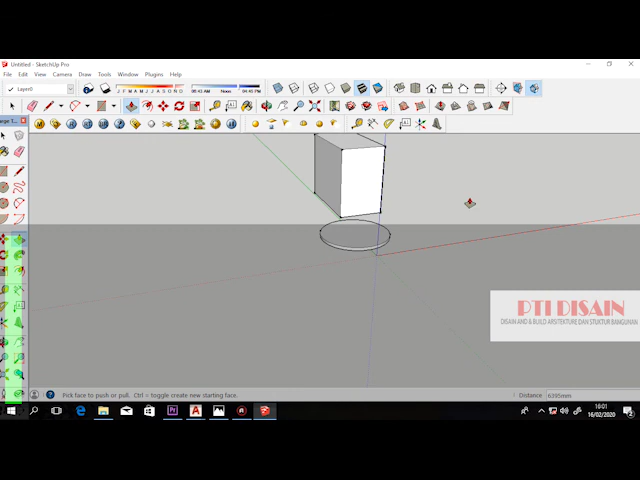 Untitled - SketchUp Pro
File Edit View Camera Draw Tools Window Plugins Help
Layer0
J F M A M J J A S O N D
06:43 AM Noon 04:45 PM
arge T...
PTI DISAIN
DISAIN AND & BUILD ARSITEKTURE DAN STUKTUR BANGUNAN
Pick face to push or pull. Ctrl = toggle create new starting face.
Distance 6395mm
10:01
16/02/2020